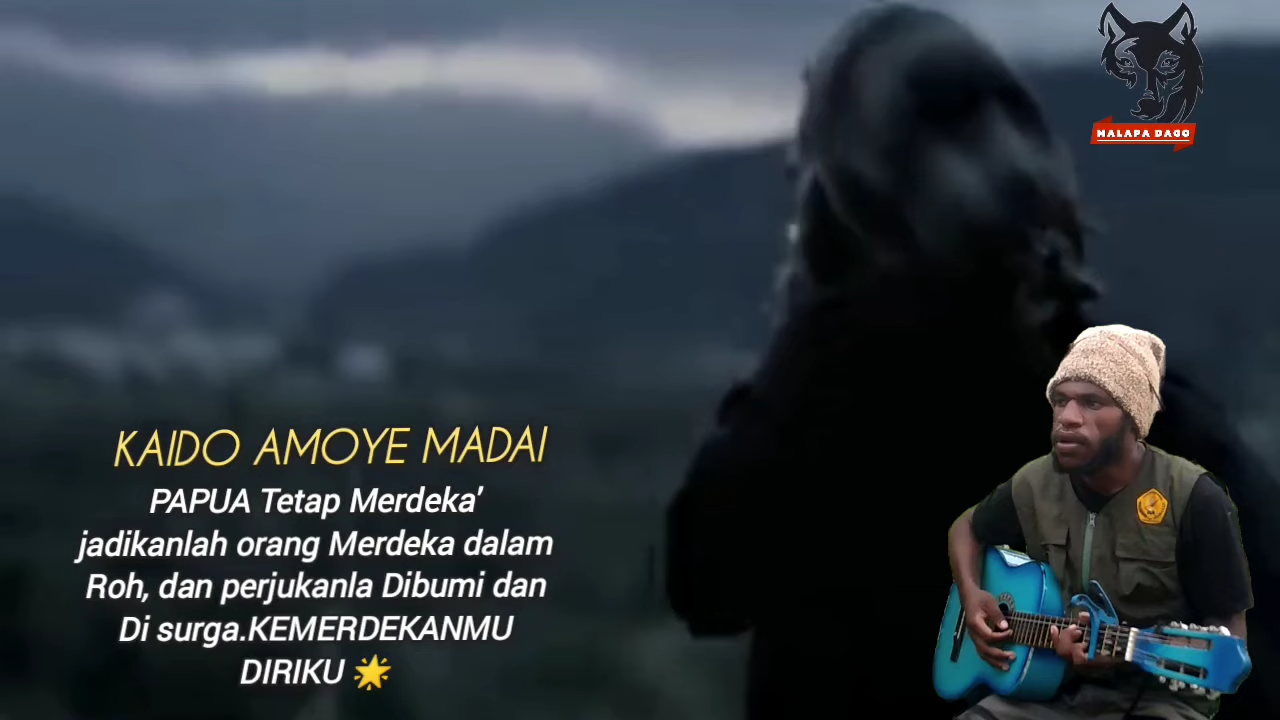 MALAPA DAGO
KAIDO AMOYE MADAI
PAPUA Tetap Merdeka'
jadikanlah orang Merdeka dalam
Roh, dan perjukanla Dibumi dan
Di surga.KEMERDEKANMU
DIRIKU 🌟